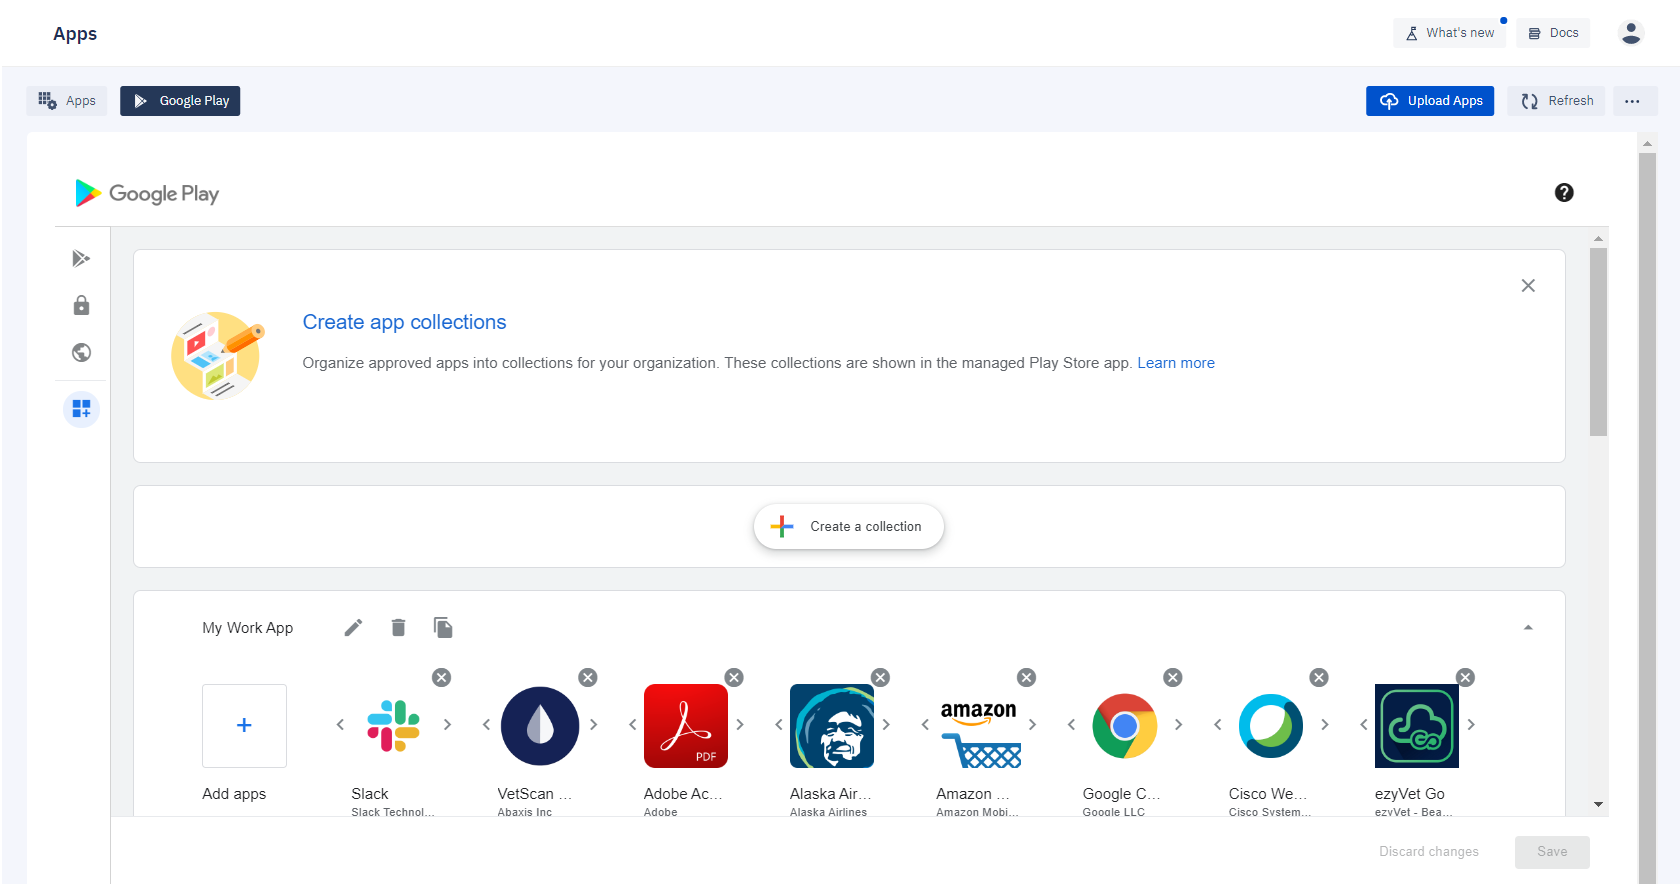 Apps
What's new
Docs
Apps
Google Play
Upload Apps
Refresh
Google Play
Create app collections
Organize approved apps into collections for your organization. These collections are shown in the managed Play Store app. Learn more
Create a collection
My Work App
PDF
amazon
Add apps
Slack
VetScan ...
Adobe Ac...
Alaska Air...
Amazon ...
Google C...
Cisco We...
ezyVet Go
Slack Technol...
Abaxis Inc
Adobe
Alaska Airlines
Amazon Mobi...
Google LLC
Cisco System...
ezyVet - Bea...
Discard changes
Save